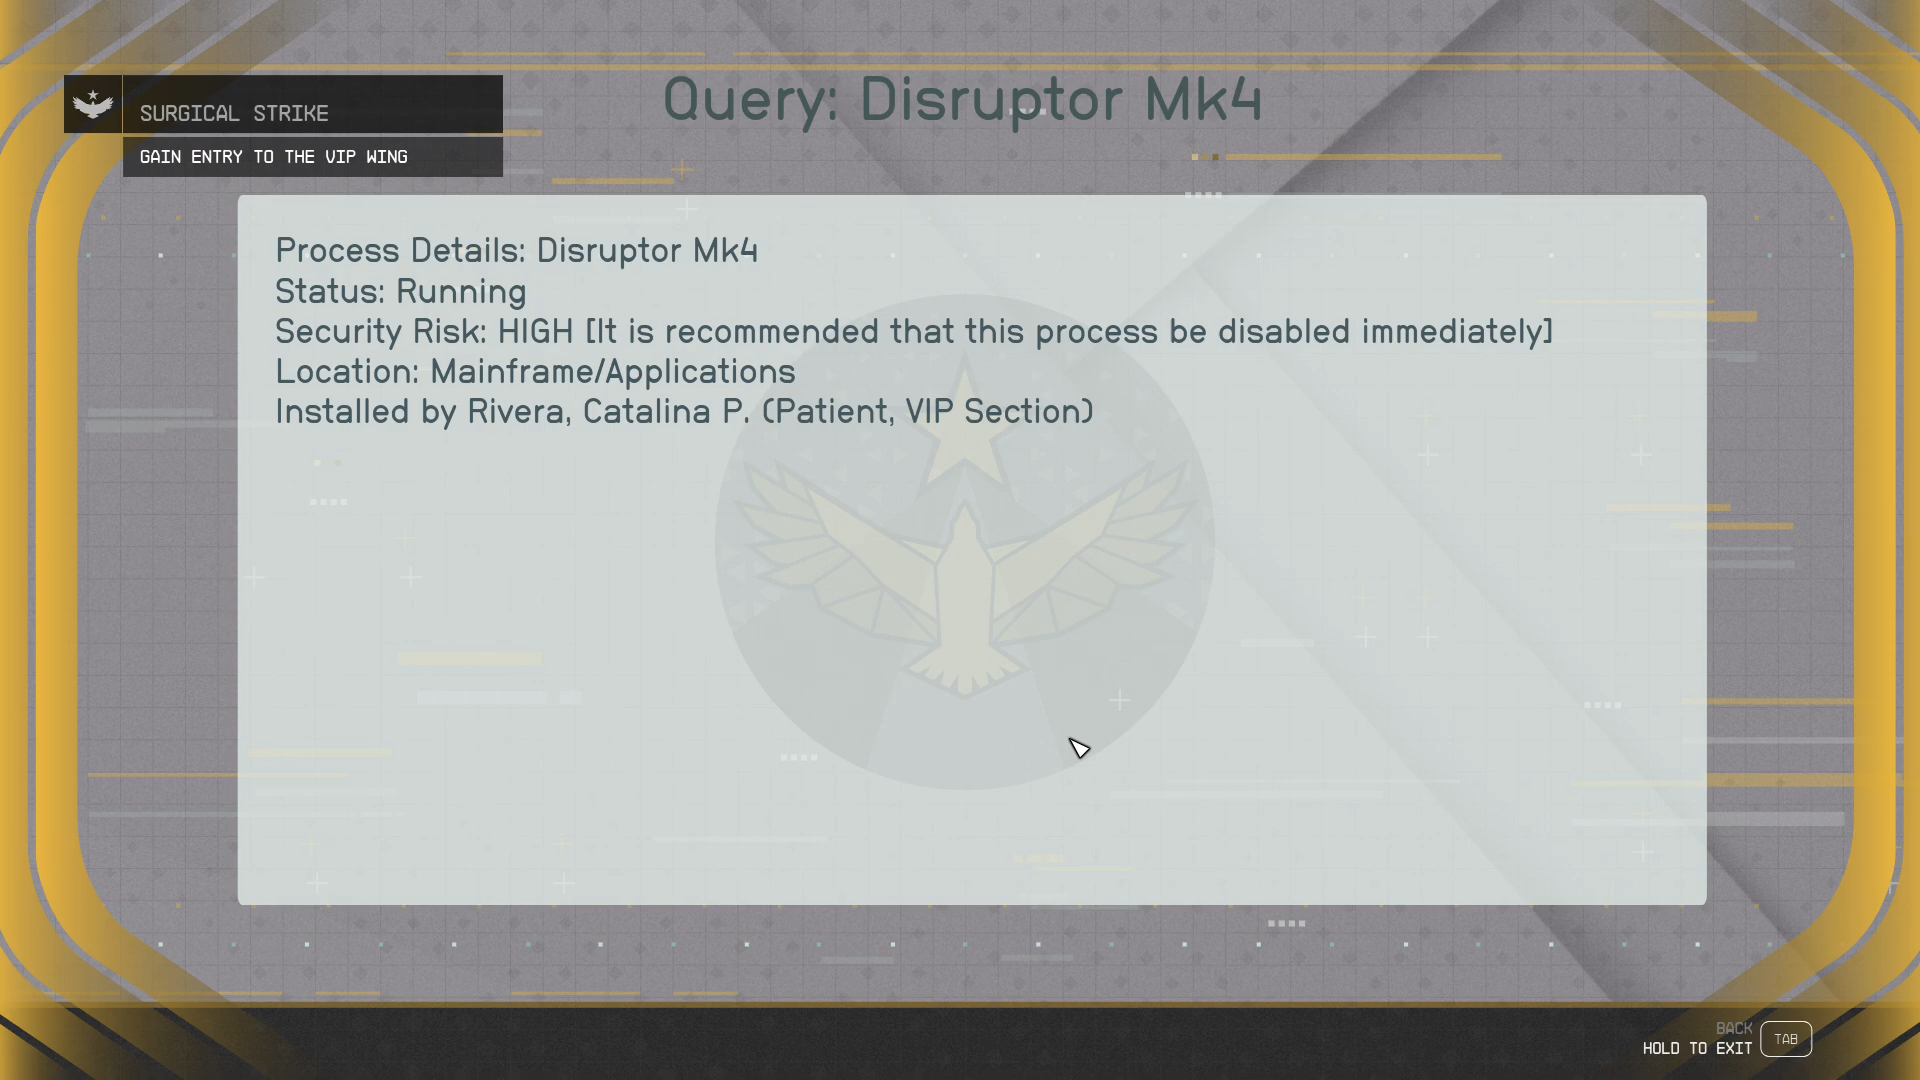 SURGICAL STRIKE
GAIN ENTRY TO THE VIP WING
Query: Disruptor Mk4
Process Details: Disruptor Mk4
Status: Running
Security Risk: HIGH [It is recommended that this process be disabled immediately]
Location: Mainframe/Applications
Installed by Rivera, Catalina P. (Patient, VIP Section)
BACK
HOLD TO EXIT
TAB